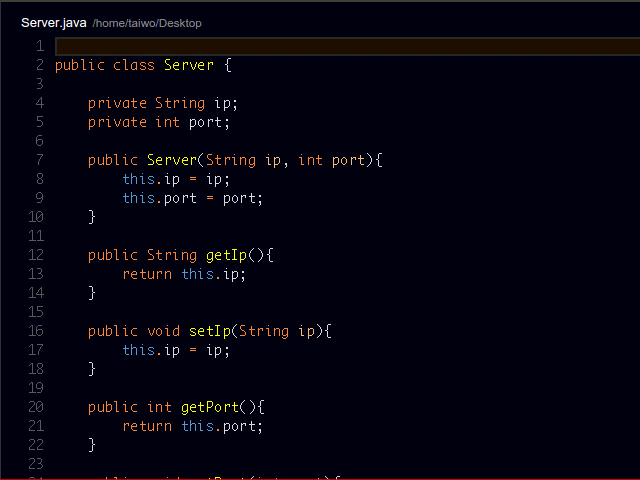 Server.java /home/taiwo/Desktop
1
2 public class Server {
3
4     private String ip;
5     private int port;
6
7     public Server(String ip, int port){
8         this.ip = ip;
9         this.port = port;
10     }
11
12     public String getIp(){
13         return this.ip;
14     }
15
16     public void setIp(String ip){
17         this.ip = ip;
18     }
19
20     public int getPort(){
21         return this.port;
22     }
23